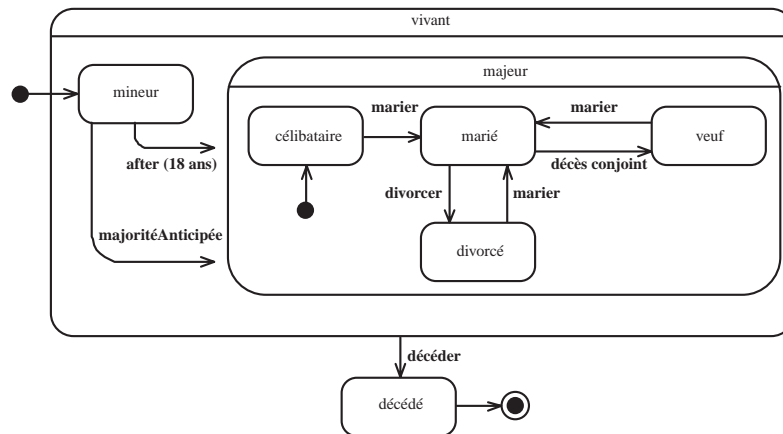 vivant
mineur
majeur
célibataire
marier
marié
marier
veuf
after (18 ans)
décès conjoint
divorcer
marier
majoritéAnticipée
divorcé
décéder
décédé